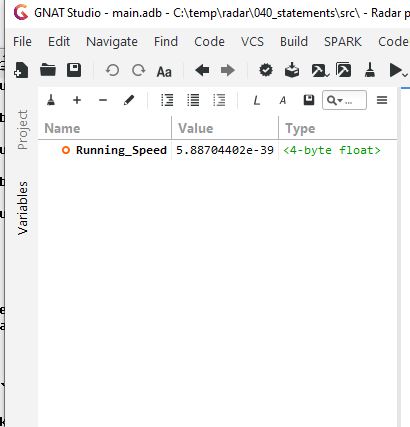 GNAT Studio - main.adb - C:\temp\radar\040_statements\src\ - Radar p
File Edit Navigate Find Code VCS Build SPARK Code
Aa
L A ...
Name Value Type
Running_Speed 5.88704402e-39 <4-byte float>
Project
Variables